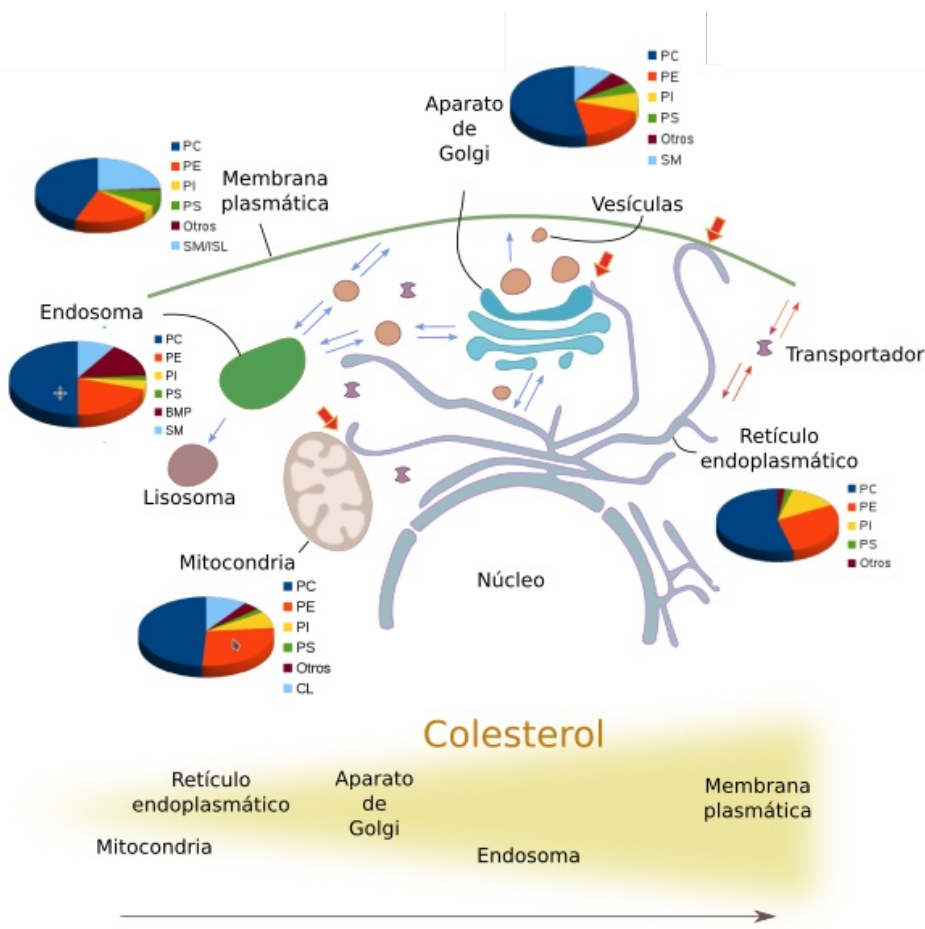 PC
PE
PI
PS
Otros
SM
Aparato
de
Golgi
PC
PE
PI
PS
Otros
SM/ISL
Membrana
plasmática
Vesículas
Endosoma
PC
PE
PI
PS
BMP
SM
Transportador
Retículo
endoplasmático
PC
PE
PI
PS
Otros
Lisosoma
Mitocondria
PC
PE
PI
PS
Otros
CL
Núcleo
Colesterol
Retículo
endoplasmático
Aparato
de
Golgi
Membrana
plasmática
Mitocondria
Endosoma